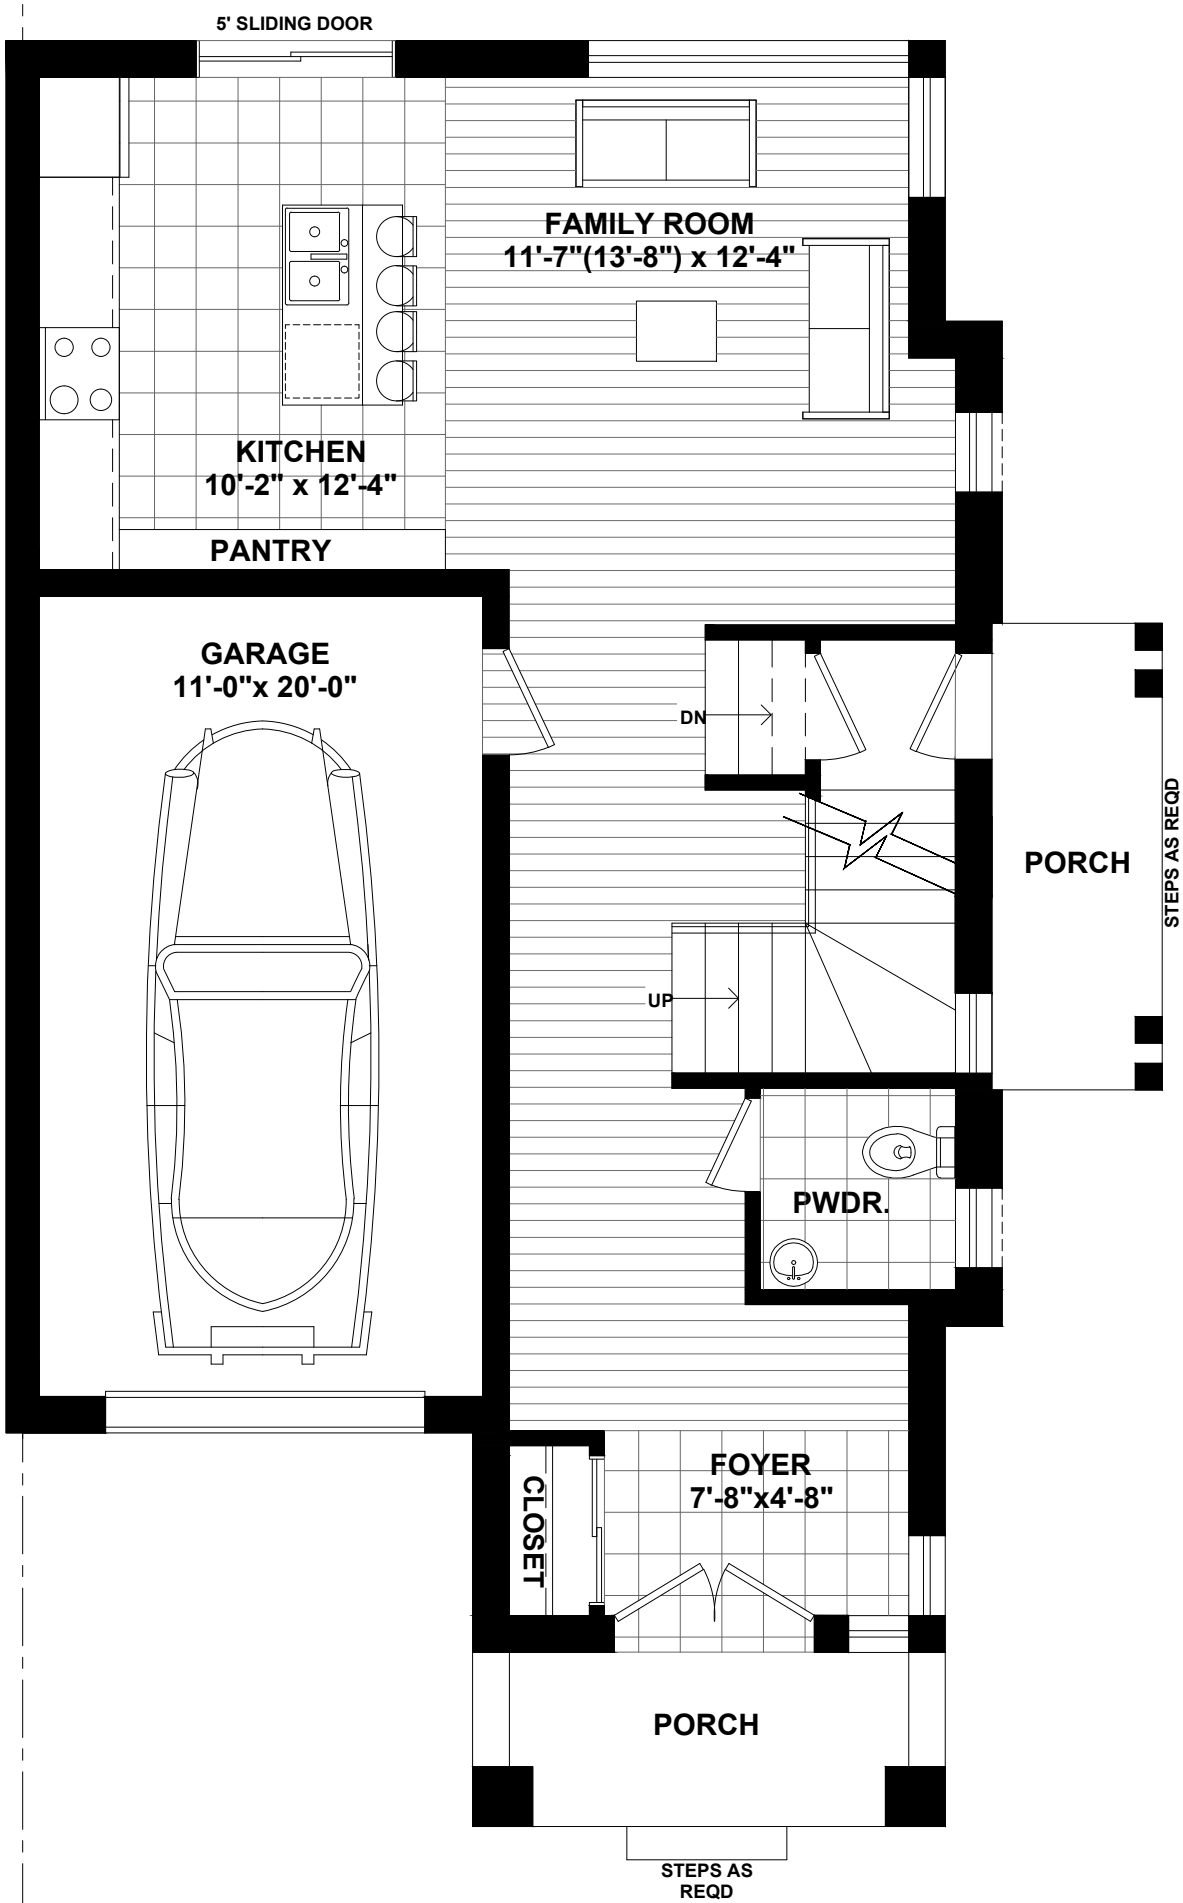 5' SLIDING DOOR
FAMILY ROOM
11'-7"(13'-8") x 12'-4"
KITCHEN
10'-2" x 12'-4"
PANTRY
GARAGE
11'-0"x 20'-0"
DN
PORCH
STEPS AS REQD
UP
PWDR.
FOYER
7'-8"x4'-8"
CLOSET
PORCH
STEPS AS
REQD